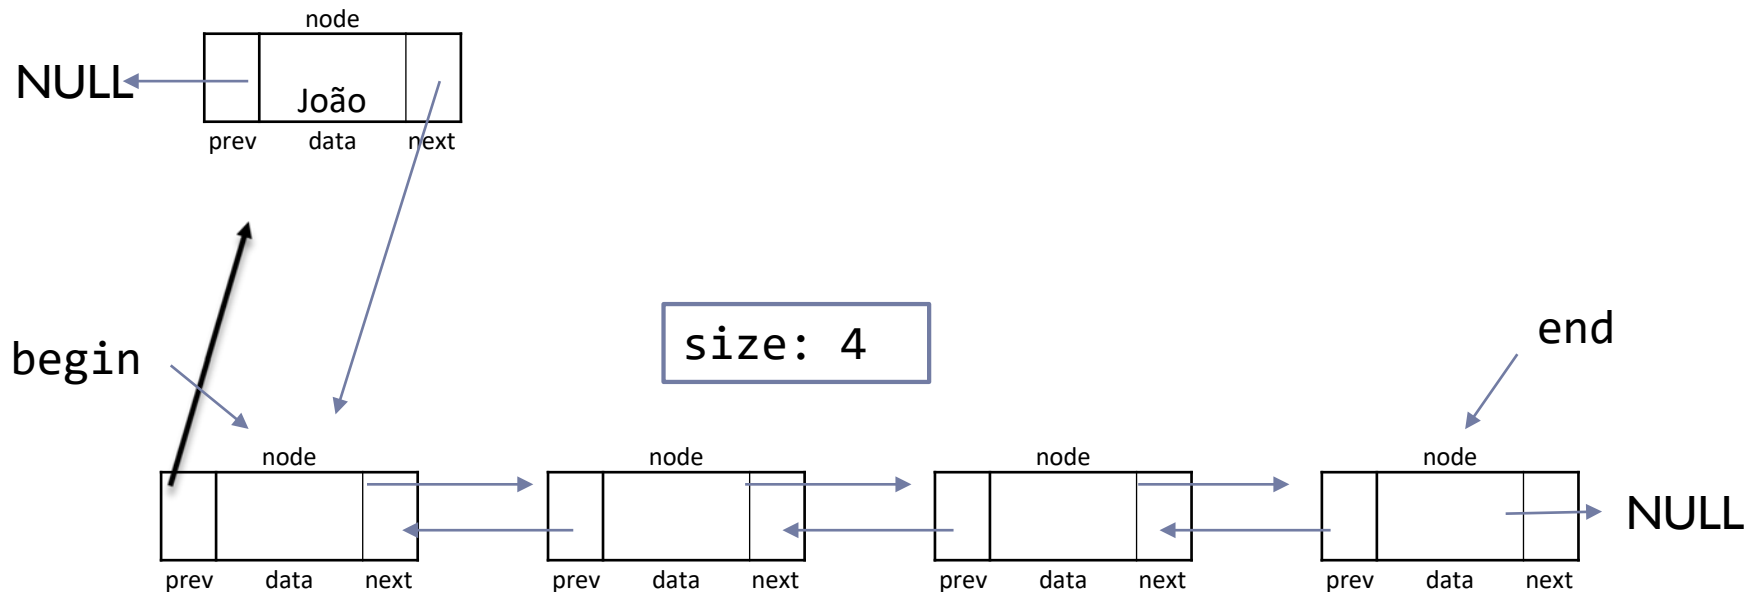 node
NULL
João
prev data next
size: 4
end
begin
node node node node
NULL
prev data next prev data next prev data next prev data next